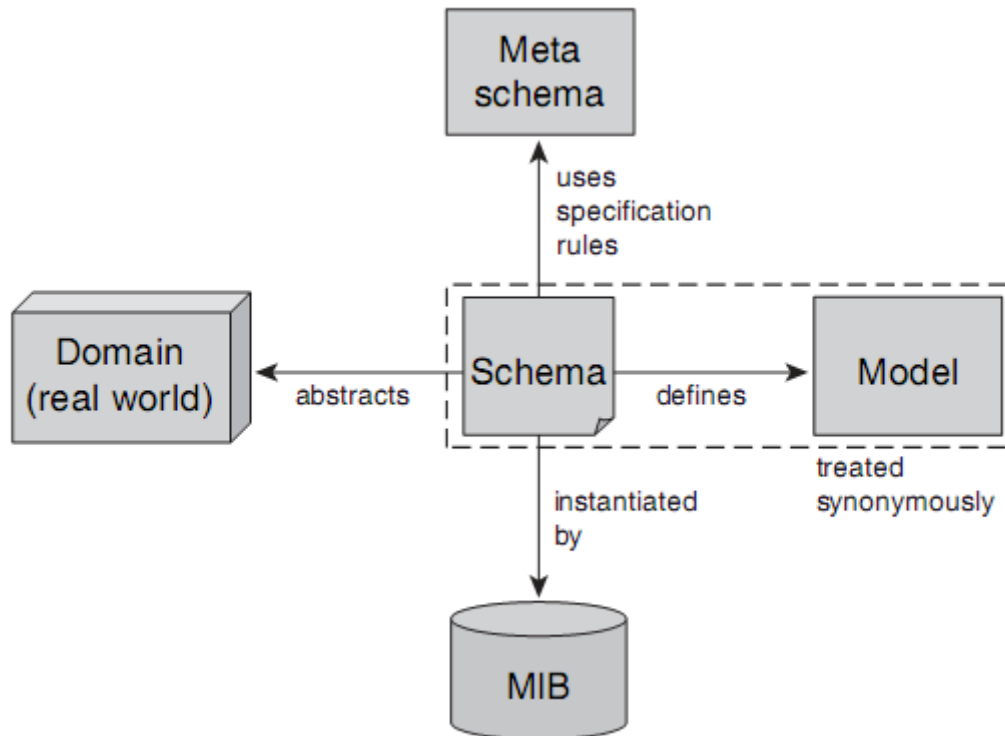 Meta
schema
uses
specification
rules
Domain
(real world)
abstracts
Schema
defines
Model
treated
synonymously
instantiated
by
MIB